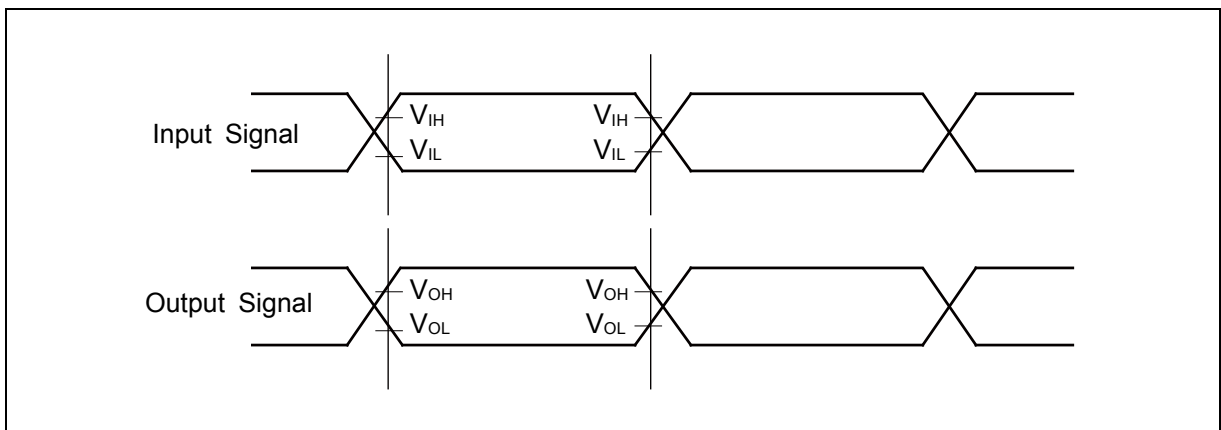 VIH VIH
Input Signal
VIL VIL
VOH VOH
Output Signal
VOL VOL